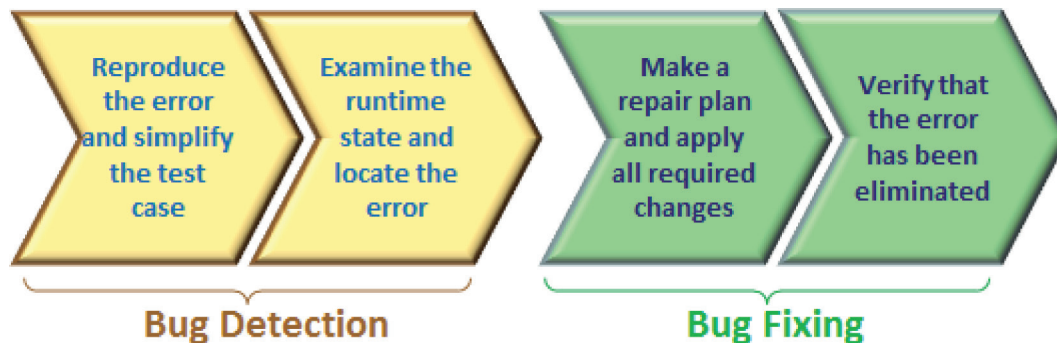 Reproduce
the error
and simplify
the test
case
Examine the
runtime
state and
locate the
error
Make a
repair plan
and apply
all required
changes
Verify that
the error
has been
eliminated
Bug Detection
Bug Fixing